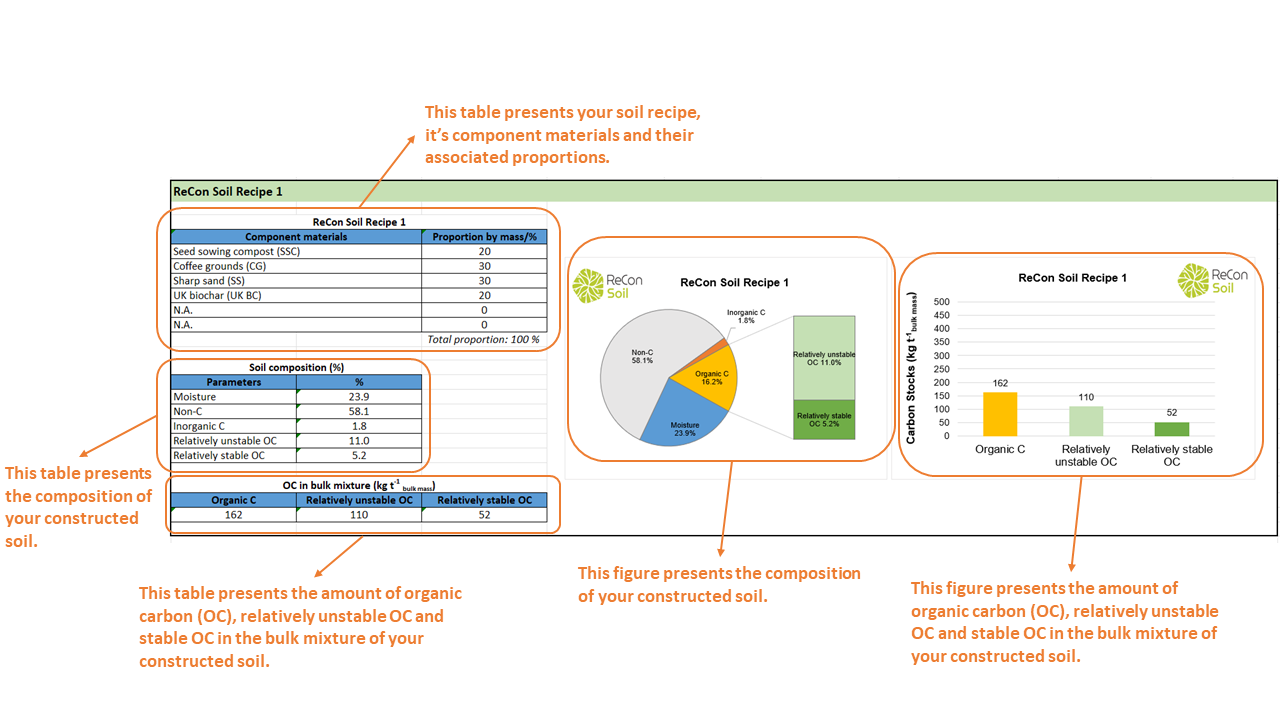 This table presents your soil recipe,
it's component materials and their
associated proportions.
ReCon Soil Recipe 1
ReCon Soil Recipe 1
Component materials Proportion by mass/%
Seed sowing compost (SSC) 20
Coffee grounds (CG) 30
Sharp sand (SS) 30
UK biochar (UK BC) 20
N.A. 0
N.A. 0
Total proportion: 100 %
Soil composition (%)
Parameters %
Moisture 23.9
Non-C 58.1
Inorganic C 1.8
Relatively unstable OC 11.0
Relatively stable OC 5.2
OC in bulk mixture (kg t-1 bulk mass)
Organic C Relatively unstable OC Relatively stable OC
162 110 52
ReCon
Soil
ReCon Soil Recipe 1
Inorganic C
1.8%
Non-C
58.1%
Organic C
16.2%
Moisture
23.9%
Relatively unstable
OC 11.0%
Relatively stable
OC 5.2%
ReCon Soil Recipe 1
ReCon
Soil
Carbon Stocks (kg t-1 bulk mass)
500
450
400
350
300
250
200
150
100
50
0
162
110
52
Organic C
Relatively
unstable OC
Relatively stable
OC
This table presents
the composition of
your constructed
soil.
This table presents the amount of organic
carbon (OC), relatively unstable OC and
stable OC in the bulk mixture of your
constructed soil.
This figure presents the composition
of your constructed soil.
This figure presents the amount of
organic carbon (OC), relatively unstable
OC and stable OC in the bulk mixture of
your constructed soil.